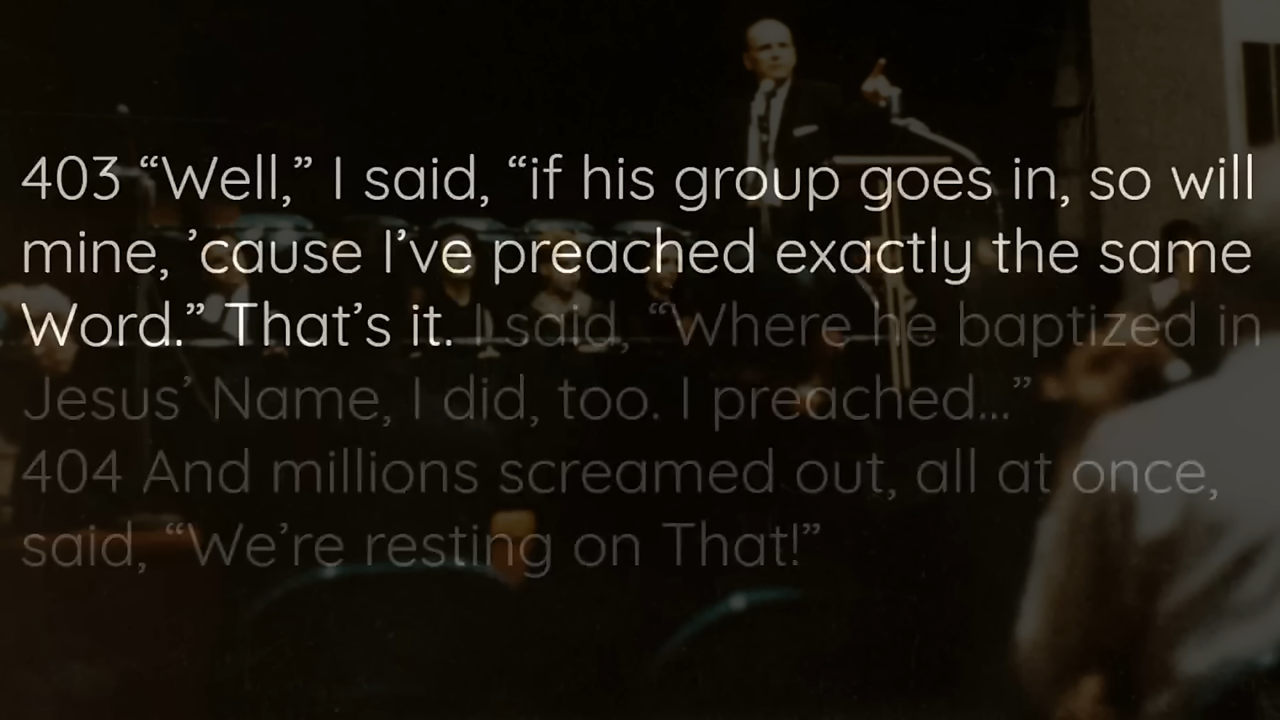 403 “Well,” I said, “if his group goes in, so will
mine, ’cause I’ve preached exactly the same
Word.” That’s it. I said, “Where he baptized in
Jesus’ Name, I did, too. I preached...”
404 And millions screamed out, all at once,
said, “We’re resting on That!”